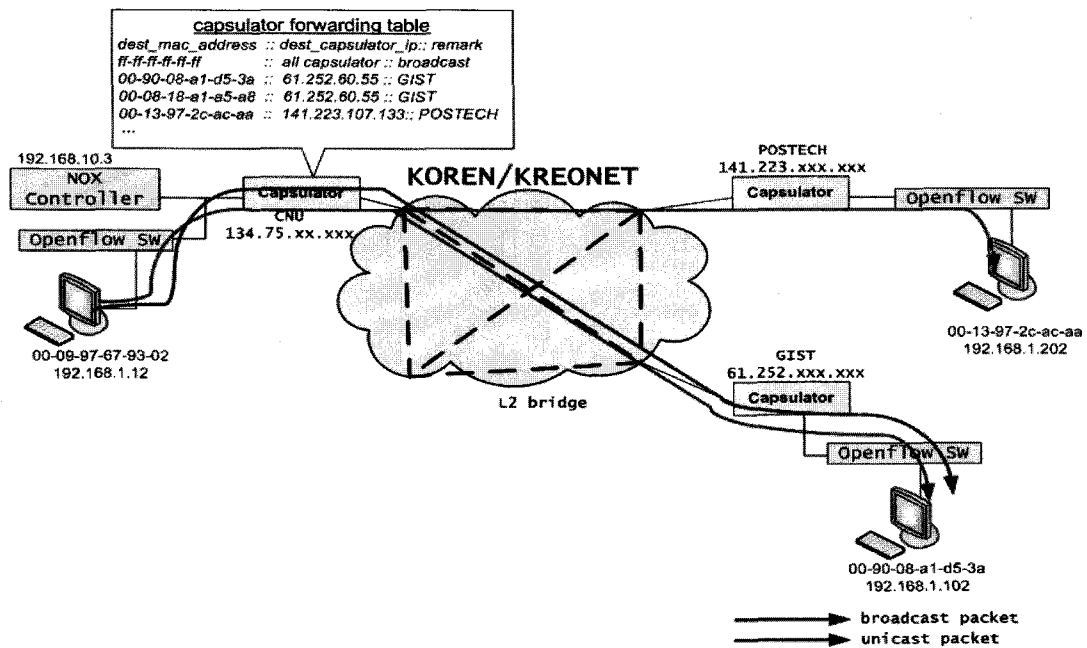 capsulator forwarding table
dest_mac_address :: dest_capsulator_ip:: remark
ff-ff-ff-ff-ff-ff :: all capsulator :: broadcast
00-90-08-a1-d5-3a :: 61.252.60.55 :: GIST
00-08-18-a1-a5-a8 :: 61.252.60.55 :: GIST
00-13-97-2c-ac-aa :: 141.223.107.133:: POSTECH
...
192.168.10.3
NOX
Controller
Openflow SW
00-09-97-67-93-02
192.168.1.12
Capsulator
CNU
134.75.xx.xxx
KOREN/KREONET
L2 bridge
POSTECH
141.223.xxx.xxx
Capsulator
Openflow SW
00-13-97-2c-ac-aa
192.168.1.202
GIST
61.252.xxx.xxx
Capsulator
Openflow SW
00-90-08-a1-d5-3a
192.168.1.102
broadcast packet
unicast packet